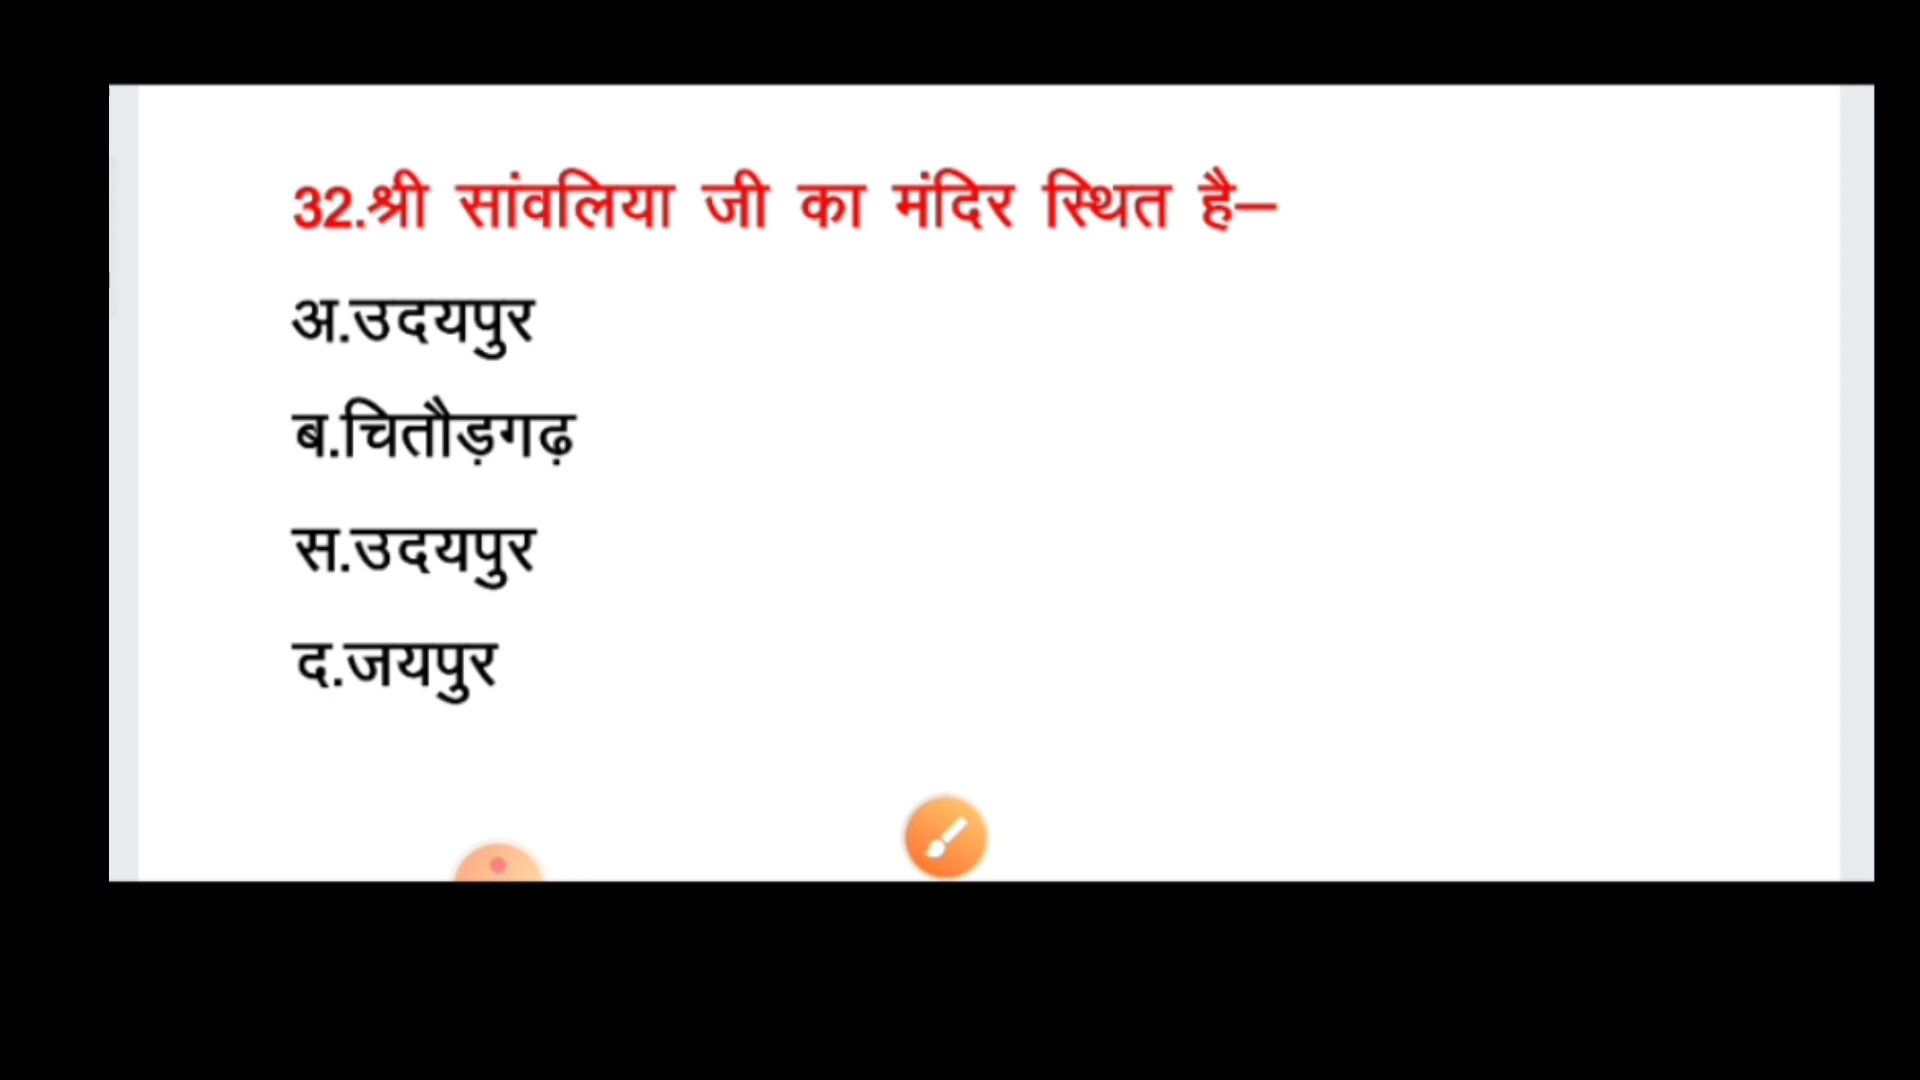 32.श्री सांवलिया जी का मंदिर स्थित है–
अ.उदयपुर
ब.चितौड़गढ़
स.उदयपुर
द.जयपुर